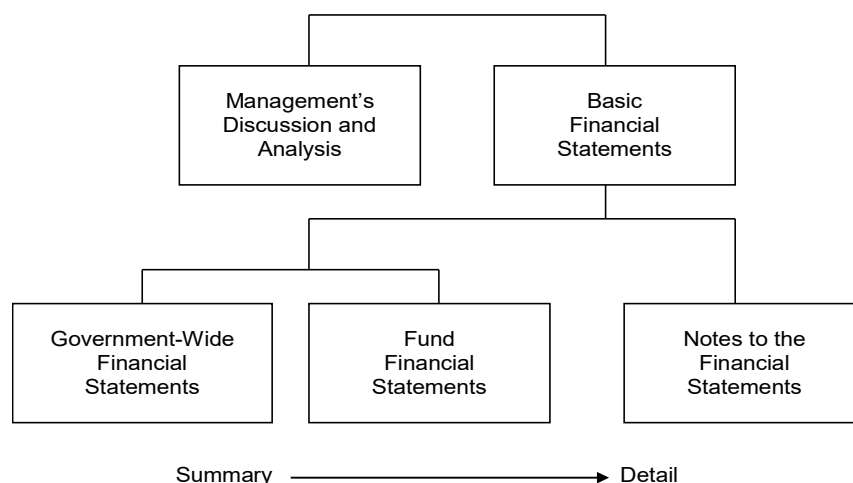 Management’s
Discussion and
Analysis
Basic
Financial
Statements
Government-Wide
Financial
Statements
Fund
Financial
Statements
Notes to the
Financial
Statements
Summary
Detail